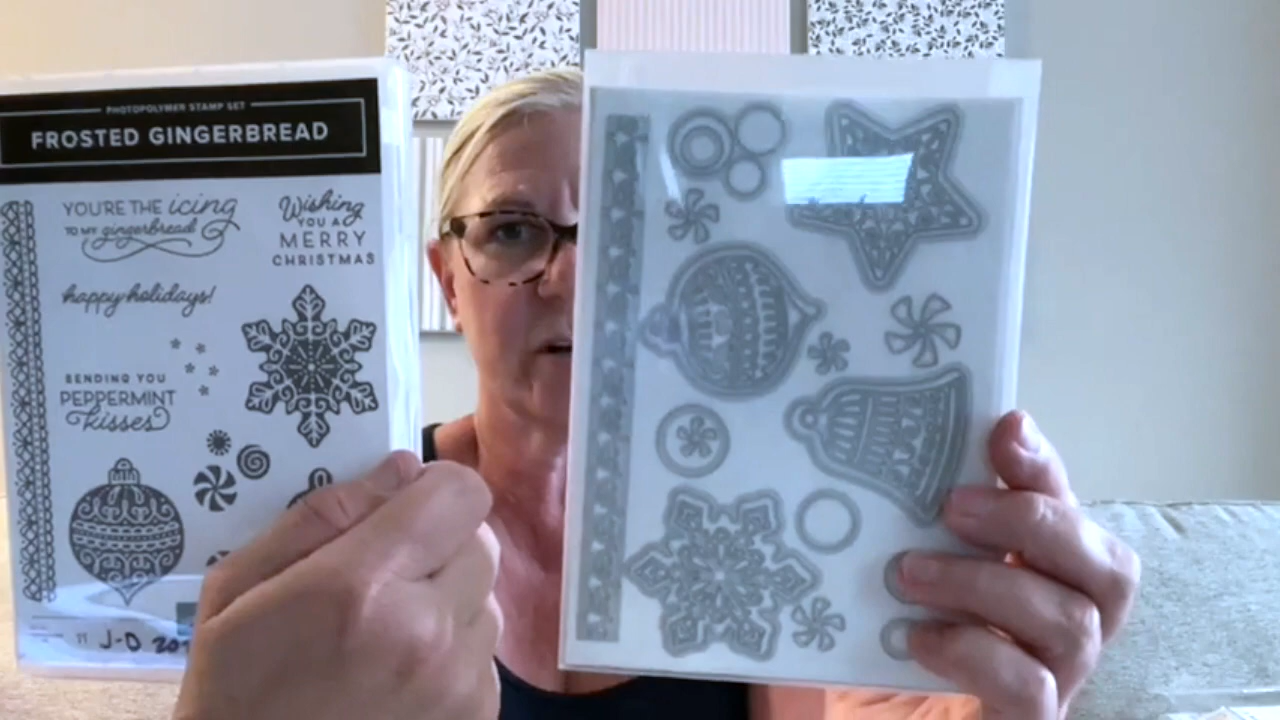 PHOTOPOLYMER STAMP SET
FROSTED GINGERBREAD
YOU'RE THE icing
TO MY gingerbread
Wishing
YOU A
MERRY
CHRISTMAS
happy holidays!
SENDING YOU
PEPPERMINT
kisses
11 J-D